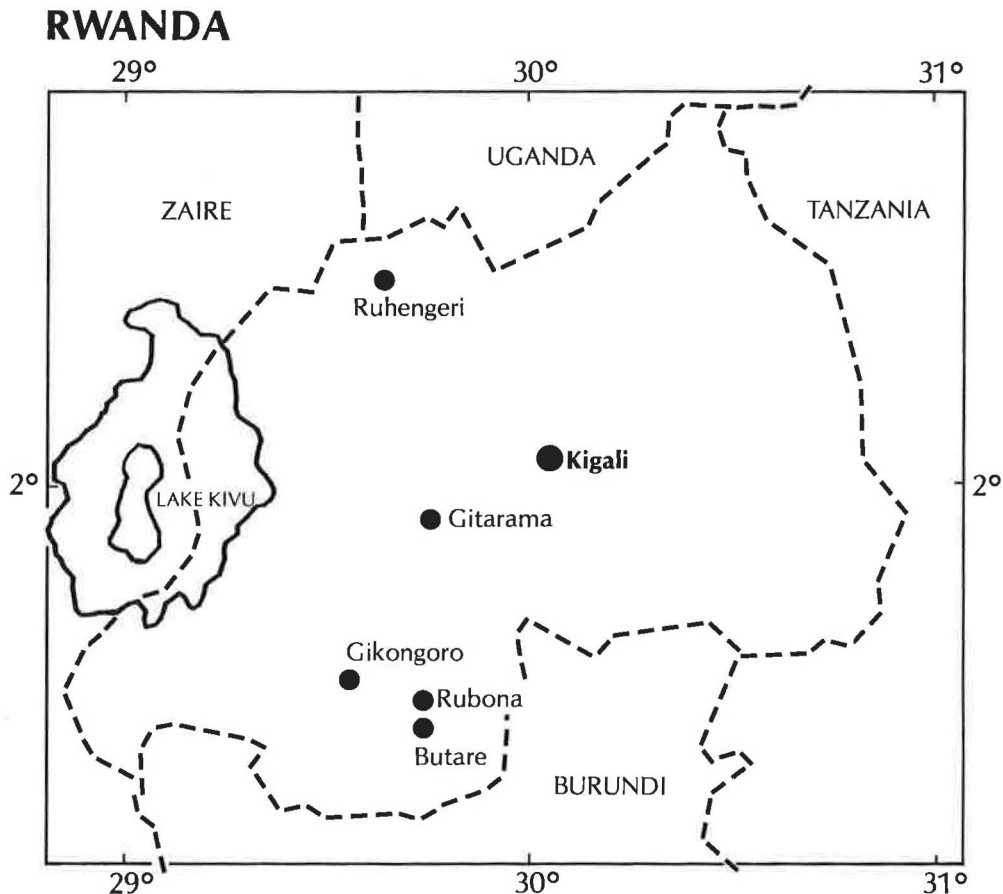 RWANDA
29° 30° 31°
UGANDA
ZAIRE
TANZANIA
Ruhengeri
Kigali
2° LAKE KIVU 2°
Gitarama
Gikongoro
Rubona
Butare
BURUNDI
29° 30° 31°